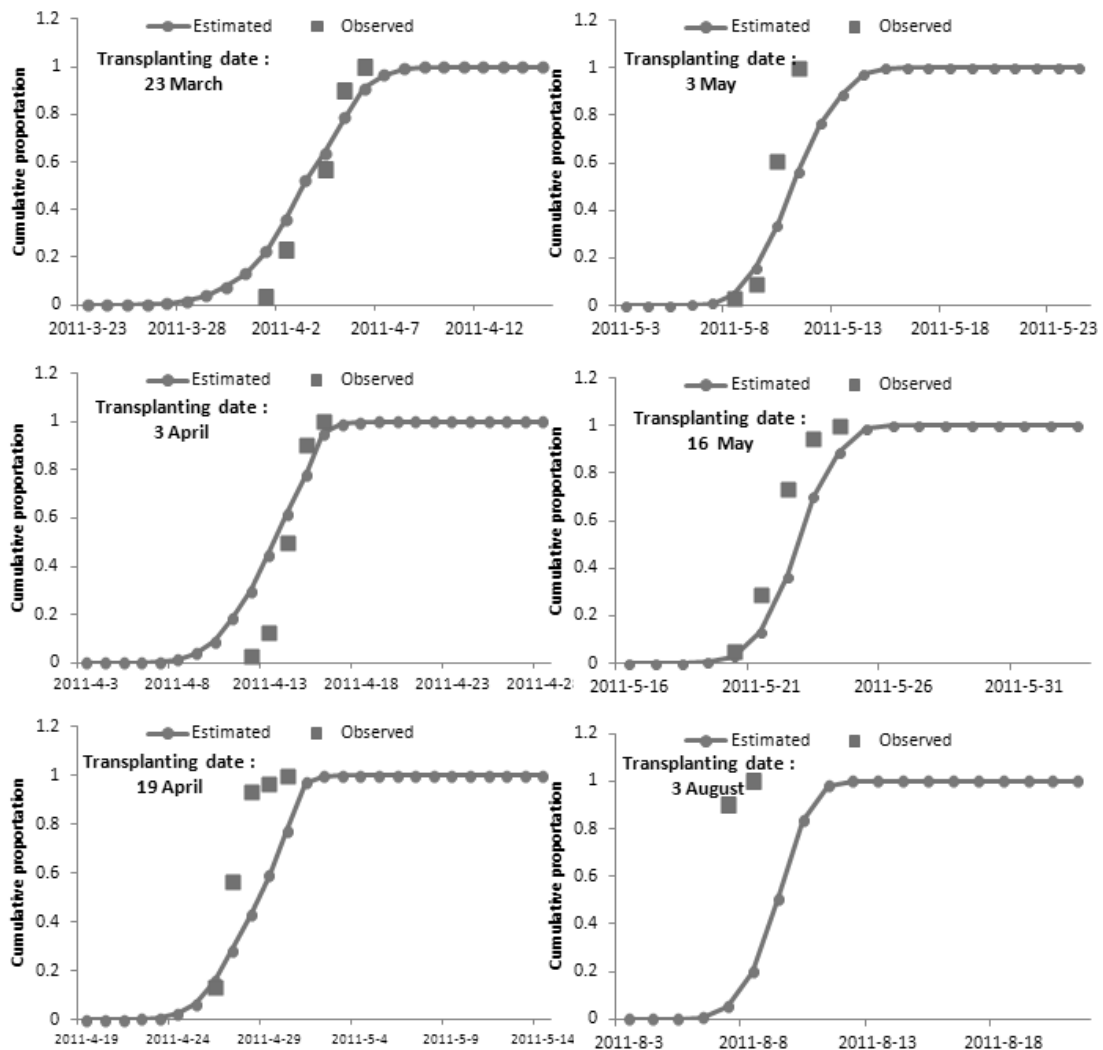 1.2
Estimated Observed
Transplanting date :
23 March
1
0.8
0.6
0.4
0.2
0
Cumulative proportation
2011-3-23 2011-3-28 2011-4-2 2011-4-7 2011-4-12
1.2
Estimated Observed
Transplanting date :
3 May
1
0.8
0.6
0.4
0.2
0
Cumulative proportation
2011-5-3 2011-5-8 2011-5-13 2011-5-18 2011-5-23
1.2
Estimated Observed
Transplanting date :
3 April
1
0.8
0.6
0.4
0.2
0
Cumulative proportation
2011-4-3 2011-4-8 2011-4-13 2011-4-18 2011-4-23
1.2
Estimated Observed
Transplanting date :
16 May
1
0.8
0.6
0.4
0.2
0
Cumulative proportation
2011-5-16 2011-5-21 2011-5-26 2011-5-31
1.2
Estimated Observed
Transplanting date :
19 April
1
0.8
0.6
0.4
0.2
0
Cumulative proportation
2011-4-19 2011-4-24 2011-4-29 2011-5-4 2011-5-9 2011-5-14
1.2
Estimated Observed
Transplanting date :
3 August
1
0.8
0.6
0.4
0.2
0
Cumulative proportation
2011-8-3 2011-8-8 2011-8-13 2011-8-18